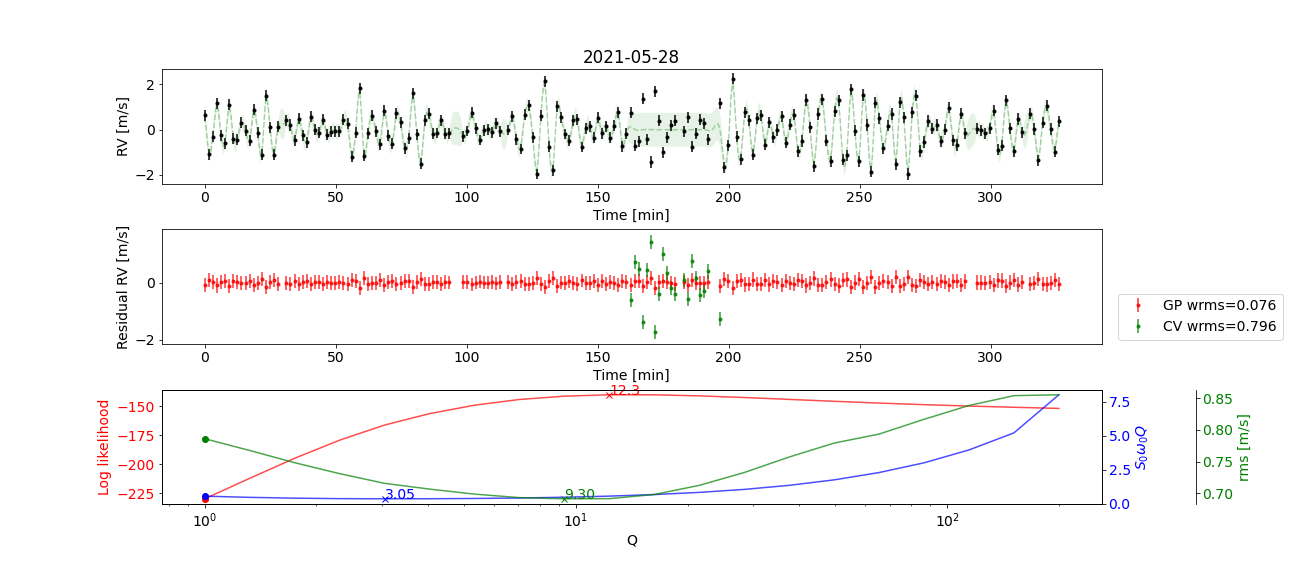 2021-05-28
RV [m/s]
2
0
−2
0 50 100 150 200 250 300
Time [min]
Residual RV [m/s]
0
−2
0 50 100 150 200 250 300
Time [min]
GP wrms=0.076
CV wrms=0.796
Log likelihood
−150
−175
−200
−225
12.3
3.05
9.30
7.5
5.0
2.5
0.0
S₀ω₀Q
0.85
0.80
0.75
0.70
rms [m/s]
10⁰ 10¹ 10²
Q